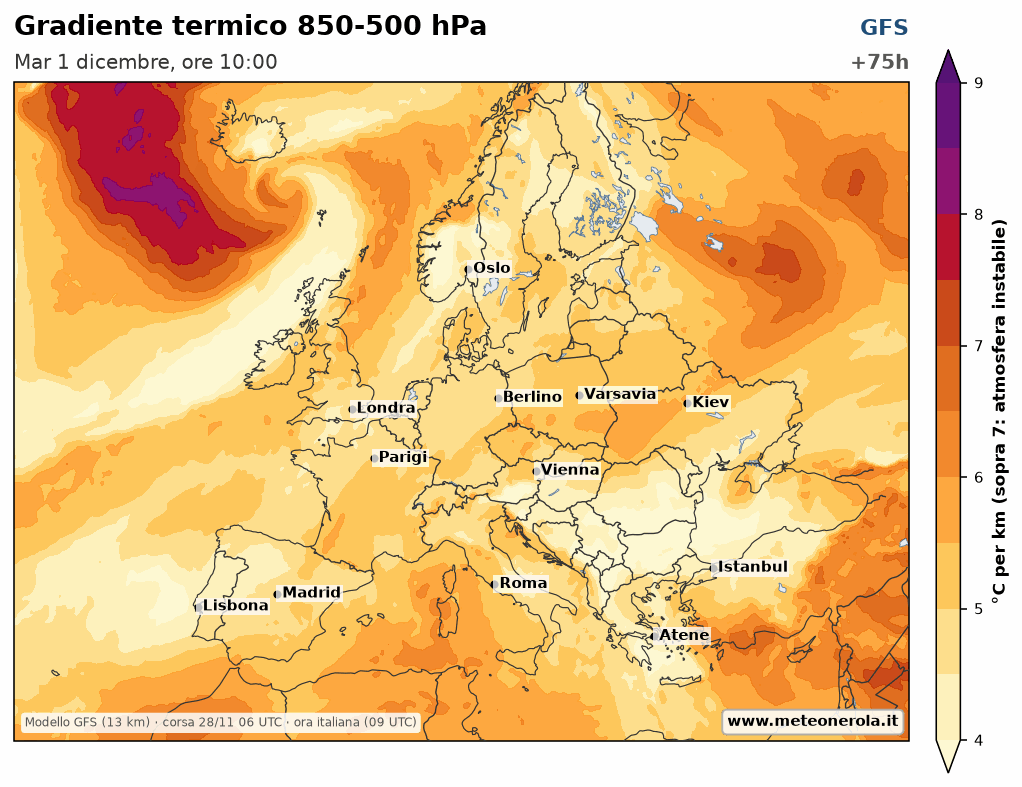 Gradiente termico 850-500 hPa
GFS
Mar 1 dicembre, ore 10:00
+75h
9
8
7
6
5
4
°C per km (sopra 7: atmosfera instabile)
Oslo
Berlino
Varsavia
Kiev
Londra
Parigi
Vienna
Istanbul
Roma
Madrid
Lisbona
Atene
Modello GFS (13 km) · corsa 28/11 06 UTC · ora italiana (09 UTC)
www.meteonerola.it